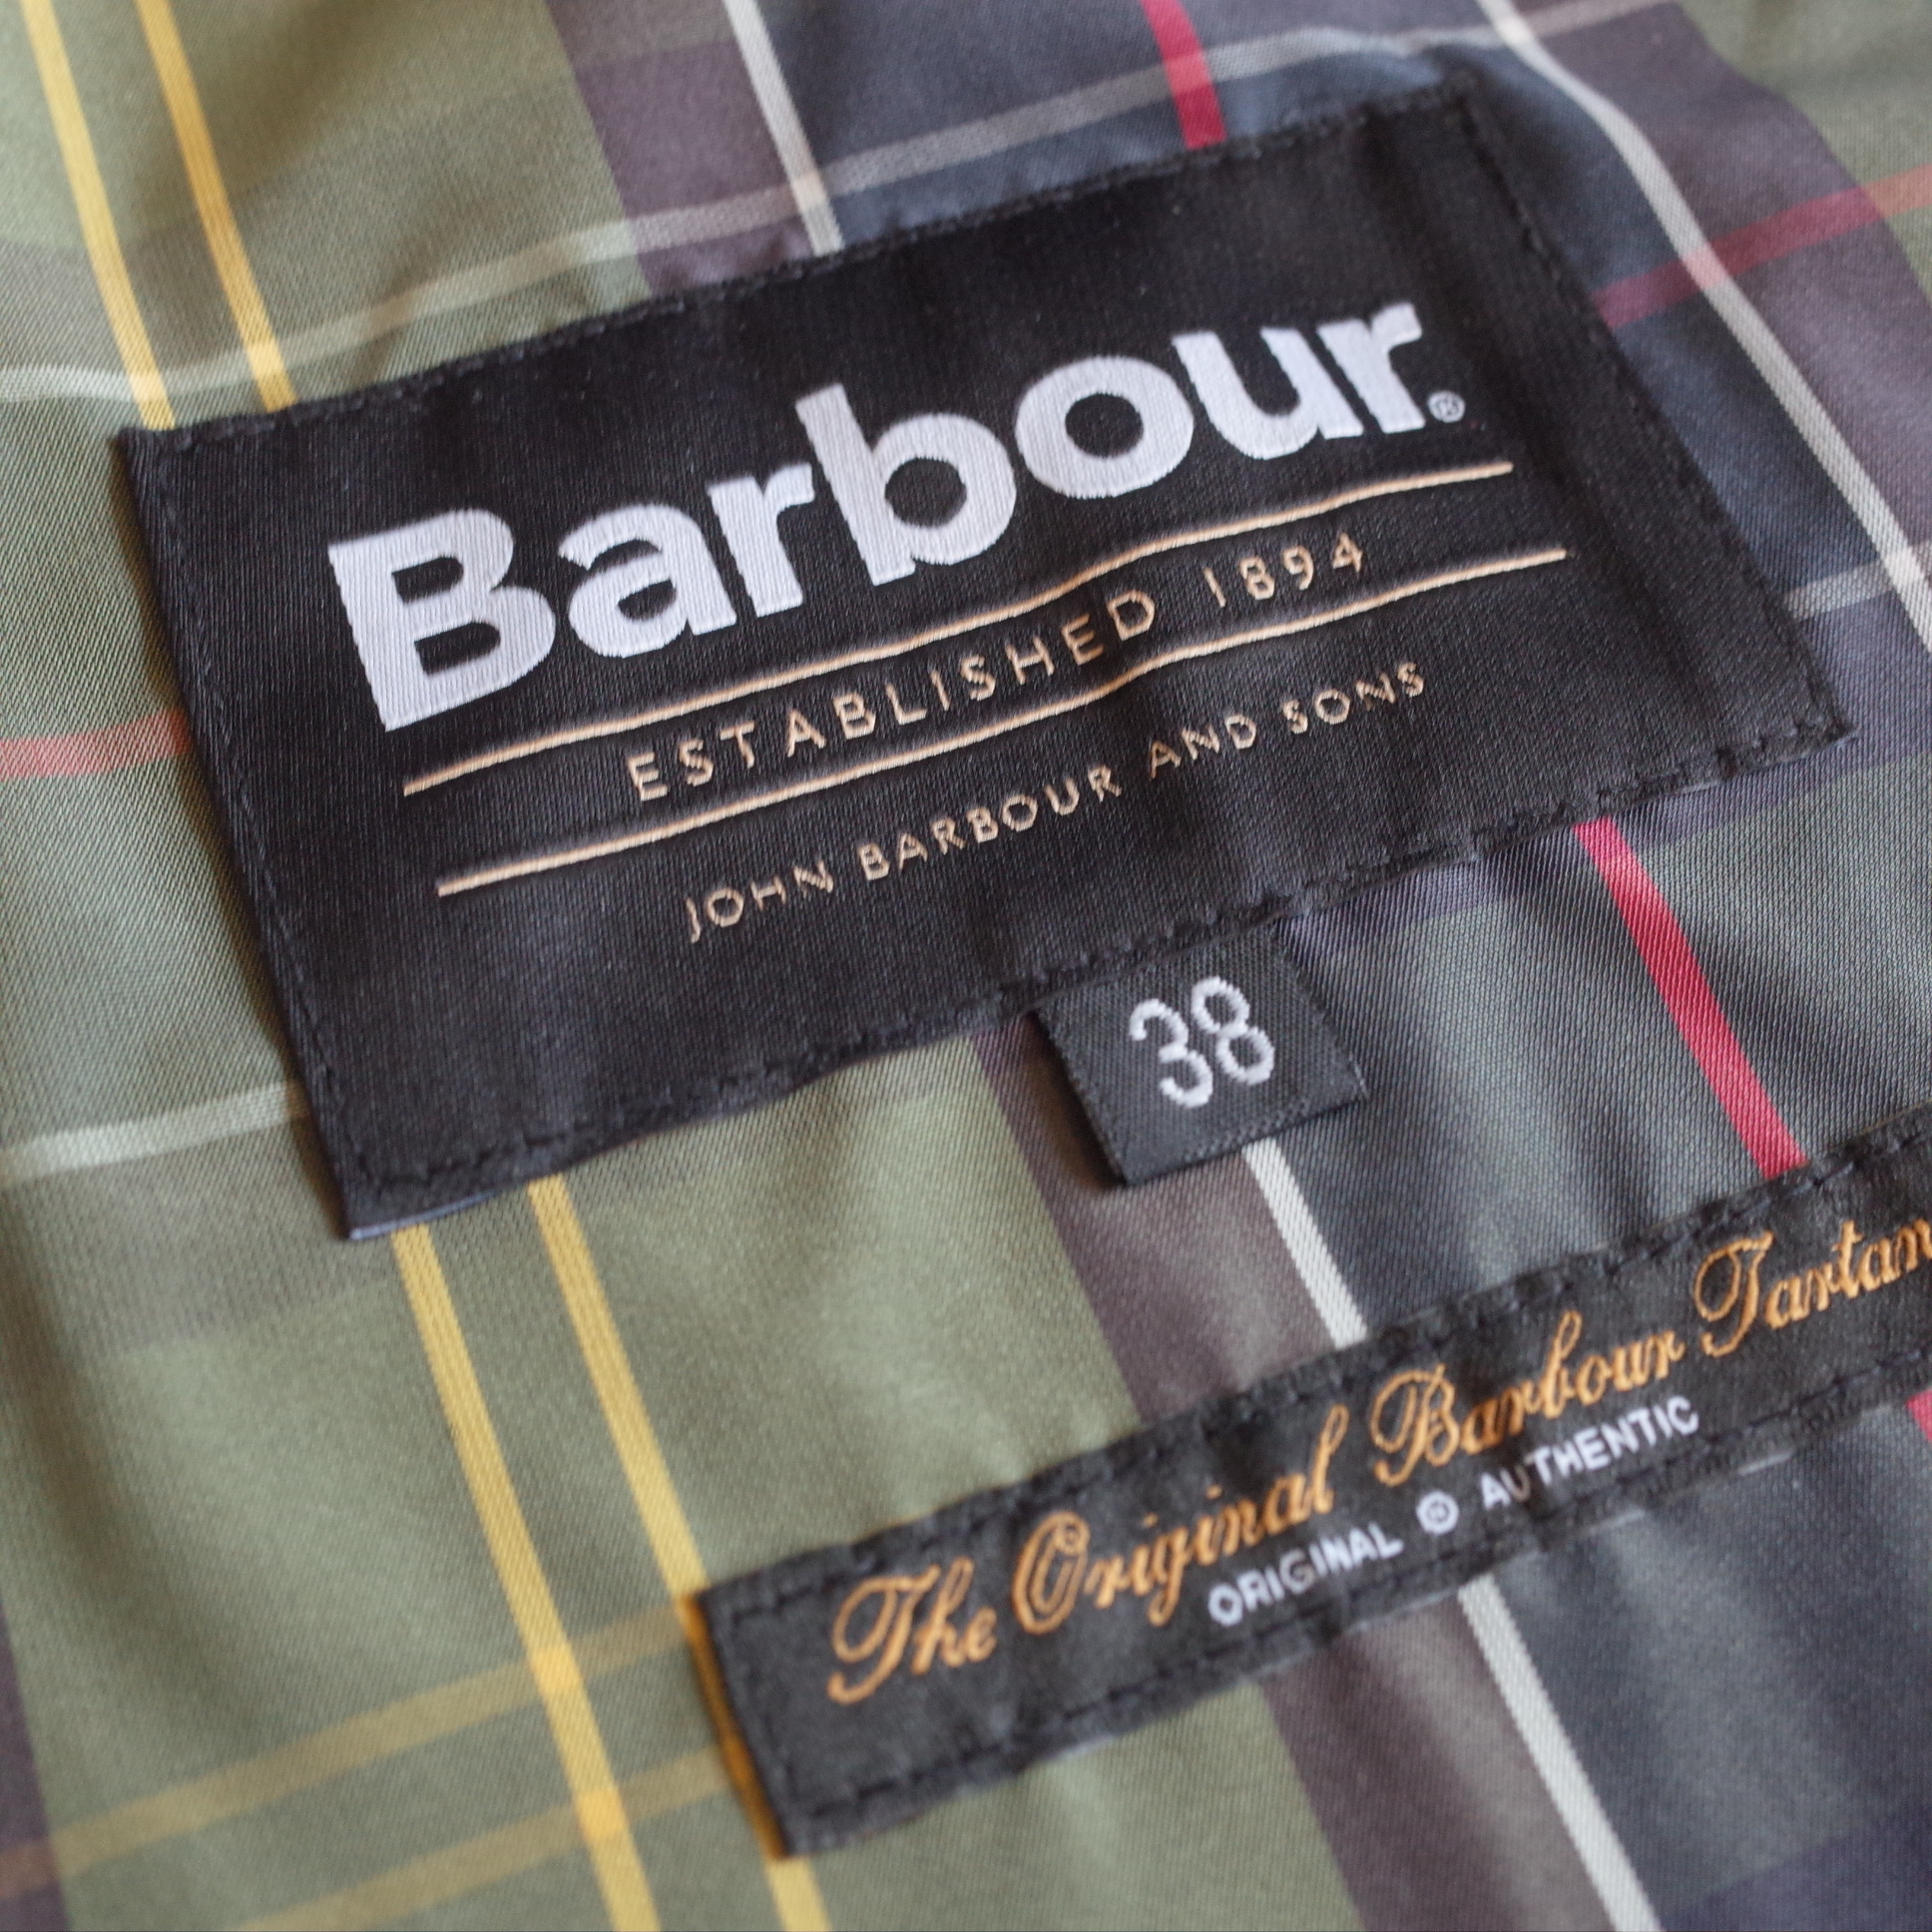 Barbour®
ESTABLISHED 1894
JOHN BARBOUR AND SONS
38
The Original Barbour Tartan
ORIGINAL © AUTHENTIC